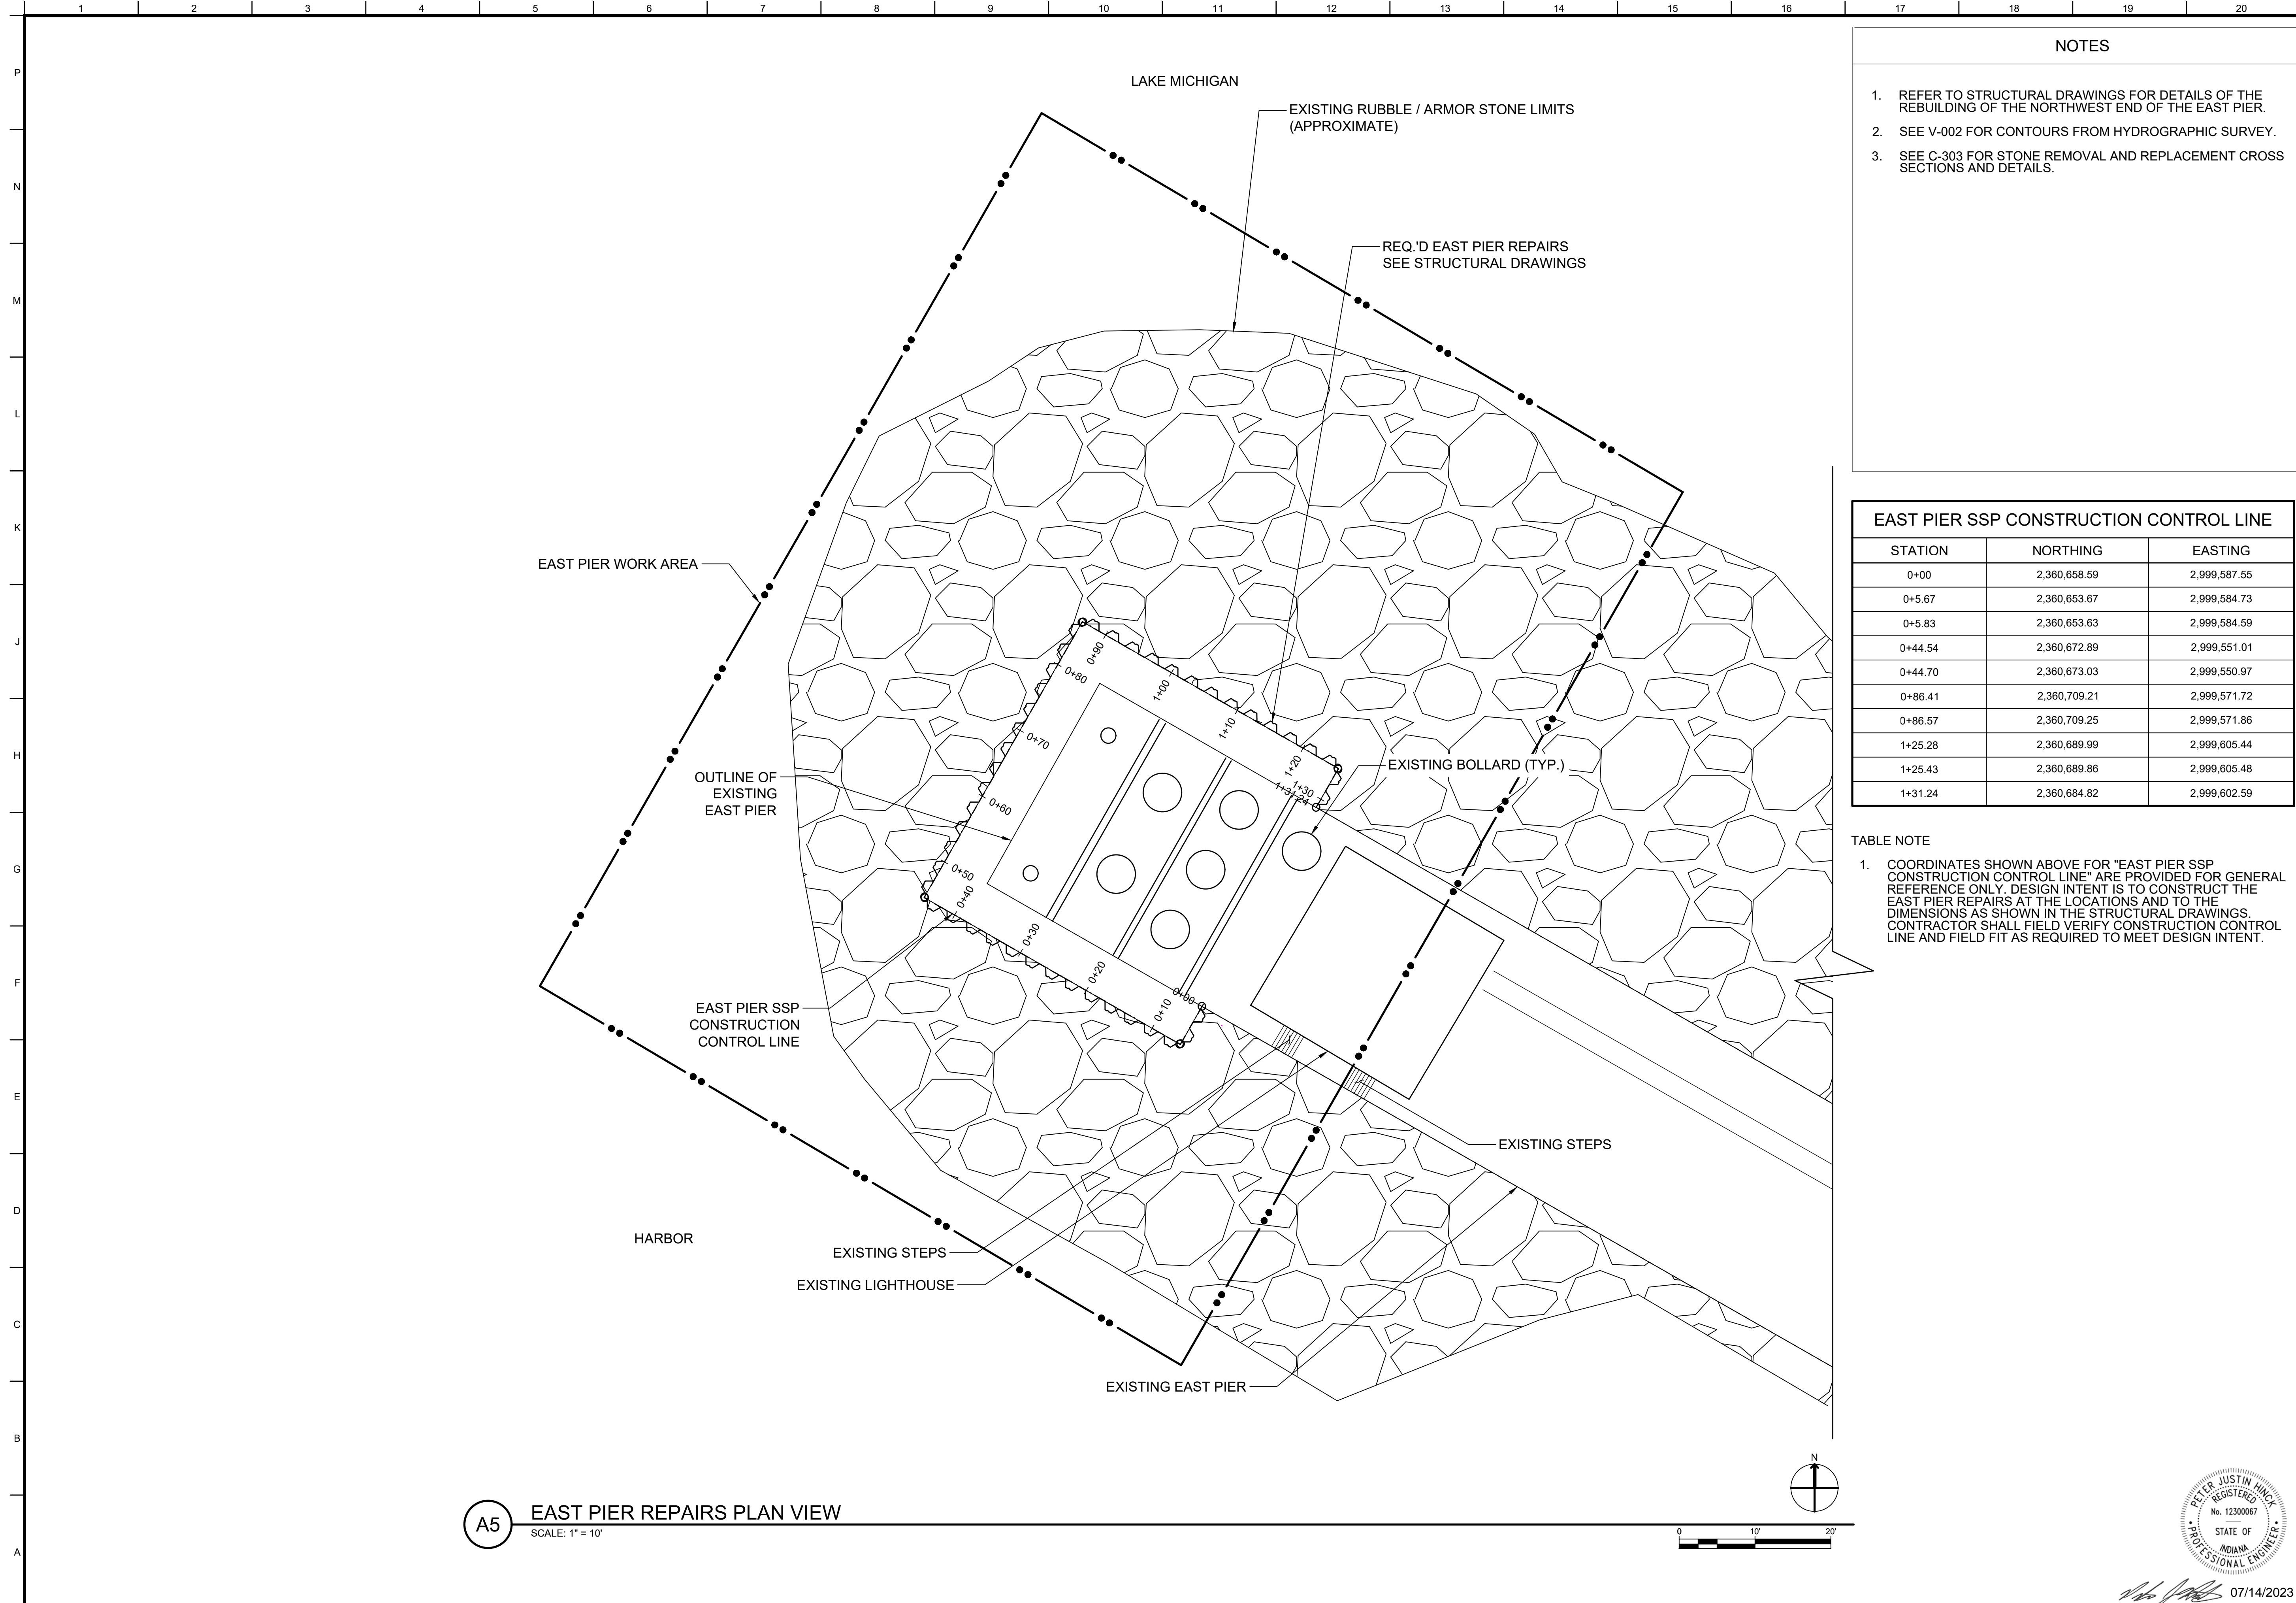 1 2 3 4 5 6 7 8 9 10 11 12 13 14 15 16 17 18 19 20
P
N
M
L
K
J
H
G
F
E
D
C
B
A
LAKE MICHIGAN
EXISTING RUBBLE / ARMOR STONE LIMITS
(APPROXIMATE)
REQ.'D EAST PIER REPAIRS
SEE STRUCTURAL DRAWINGS
EAST PIER WORK AREA
0+90
0+80
1+00
1+10
0+70
1+20
1+30
1+31.24
EXISTING BOLLARD (TYP.)
OUTLINE OF
EXISTING
EAST PIER
0+60
0+50
0+40
0+30
0+20
0+10
0+00
EAST PIER SSP
CONSTRUCTION
CONTROL LINE
EXISTING STEPS
HARBOR
EXISTING STEPS
EXISTING LIGHTHOUSE
EXISTING EAST PIER
A5
EAST PIER REPAIRS PLAN VIEW
SCALE: 1" = 10'
N
0 10' 20'
NOTES
1. REFER TO STRUCTURAL DRAWINGS FOR DETAILS OF THE
REBUILDING OF THE NORTHWEST END OF THE EAST PIER.
2. SEE V-002 FOR CONTOURS FROM HYDROGRAPHIC SURVEY.
3. SEE C-303 FOR STONE REMOVAL AND REPLACEMENT CROSS
SECTIONS AND DETAILS.
EAST PIER SSP CONSTRUCTION CONTROL LINE
STATION NORTHING EASTING
0+00 2,360,658.59 2,999,587.55
0+5.67 2,360,653.67 2,999,584.73
0+5.83 2,360,653.63 2,999,584.59
0+44.54 2,360,672.89 2,999,551.01
0+44.70 2,360,673.03 2,999,550.97
0+86.41 2,360,709.21 2,999,571.72
0+86.57 2,360,709.25 2,999,571.86
1+25.28 2,360,689.99 2,999,605.44
1+25.43 2,360,689.86 2,999,605.48
1+31.24 2,360,684.82 2,999,602.59
TABLE NOTE
1. COORDINATES SHOWN ABOVE FOR "EAST PIER SSP
CONSTRUCTION CONTROL LINE" ARE PROVIDED FOR GENERAL
REFERENCE ONLY. DESIGN INTENT IS TO CONSTRUCT THE
EAST PIER REPAIRS AT THE LOCATIONS AND TO THE
DIMENSIONS AS SHOWN IN THE STRUCTURAL DRAWINGS.
CONTRACTOR SHALL FIELD VERIFY CONSTRUCTION CONTROL
LINE AND FIELD FIT AS REQUIRED TO MEET DESIGN INTENT.
PETER JUSTIN HINCK
REGISTERED
No. 12300067
STATE OF
INDIANA
PROFESSIONAL ENGINEER
07/14/2023